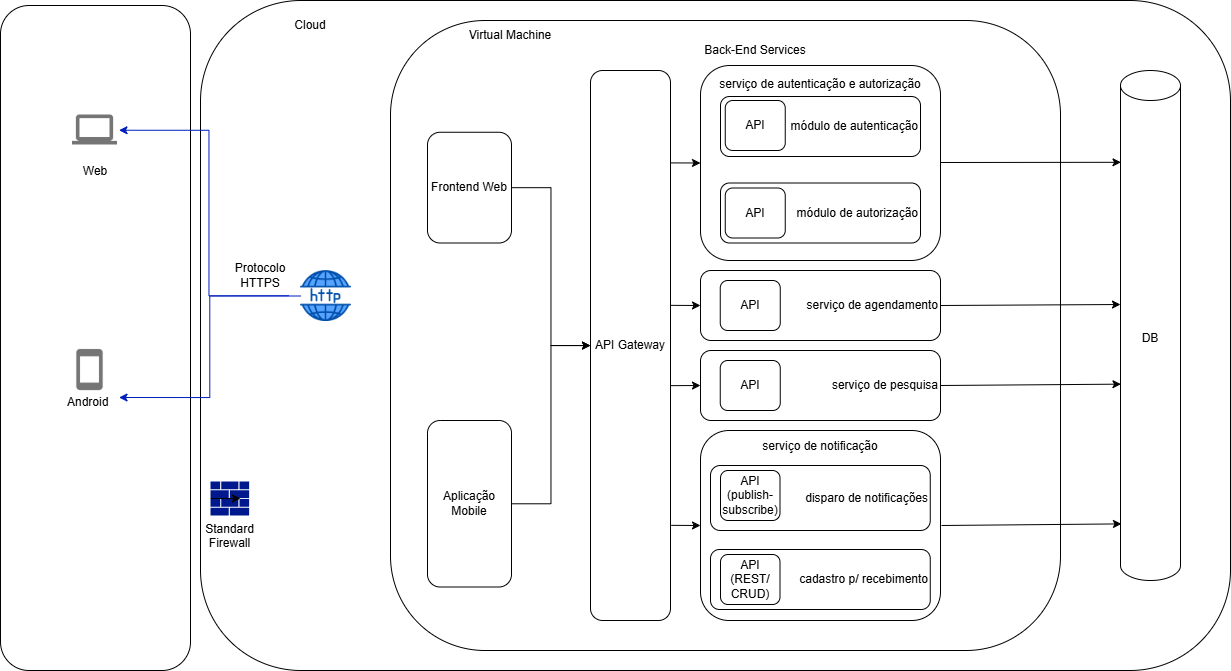 Cloud
Virtual Machine
Back-End Services
serviço de autenticação e autorização
API
módulo de autenticação
API
módulo de autorização
Web
Frontend Web
Protocolo
HTTPS
http
API
serviço de agendamento
API Gateway
DB
API
serviço de pesquisa
Android
serviço de notificação
API
(publish-
subscribe)
disparo de notificações
Aplicação
Mobile
Standard
Firewall
API
(REST/
CRUD)
cadastro p/ recebimento